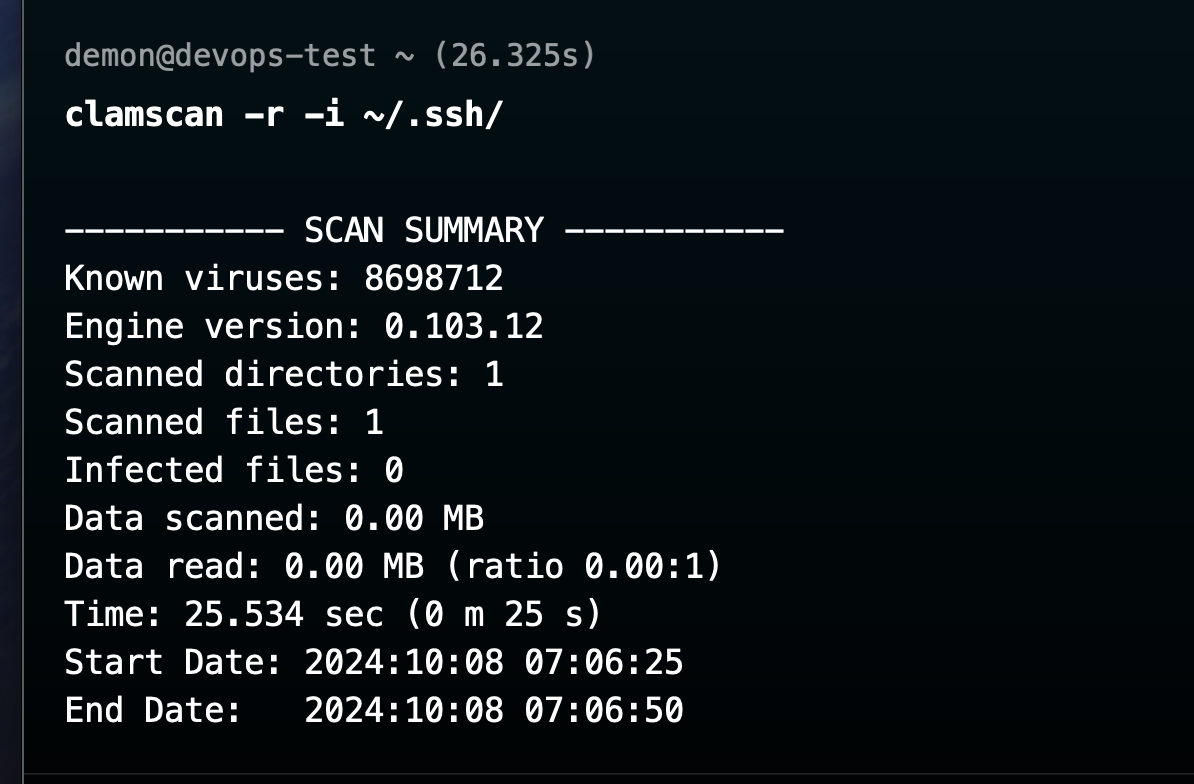 demon@devops-test ~ (26.325s)
clamscan -r -i ~/.ssh/
----------- SCAN SUMMARY -----------
Known viruses: 8698712
Engine version: 0.103.12
Scanned directories: 1
Scanned files: 1
Infected files: 0
Data scanned: 0.00 MB
Data read: 0.00 MB (ratio 0.00:1)
Time: 25.534 sec (0 m 25 s)
Start Date: 2024:10:08 07:06:25
End Date:   2024:10:08 07:06:50